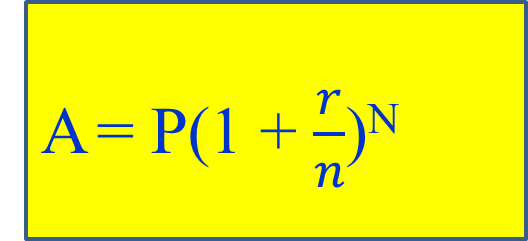 A = P(1 + r/n)^N